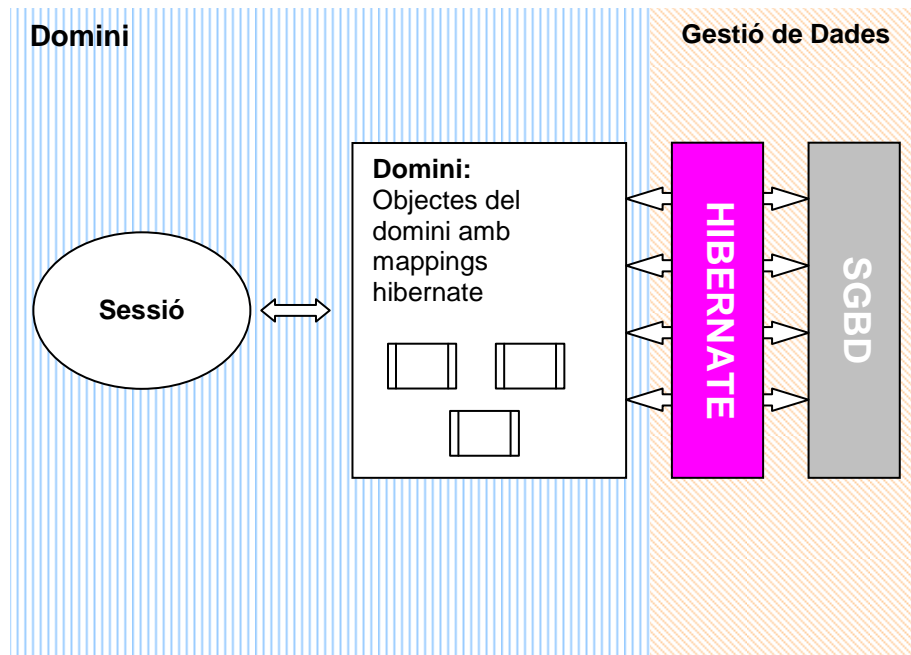 Domini
Gestió de Dades
Domini:
Objectes del
domini amb
mappings
hibernate
Sessió
HIBERNATE
SGBD